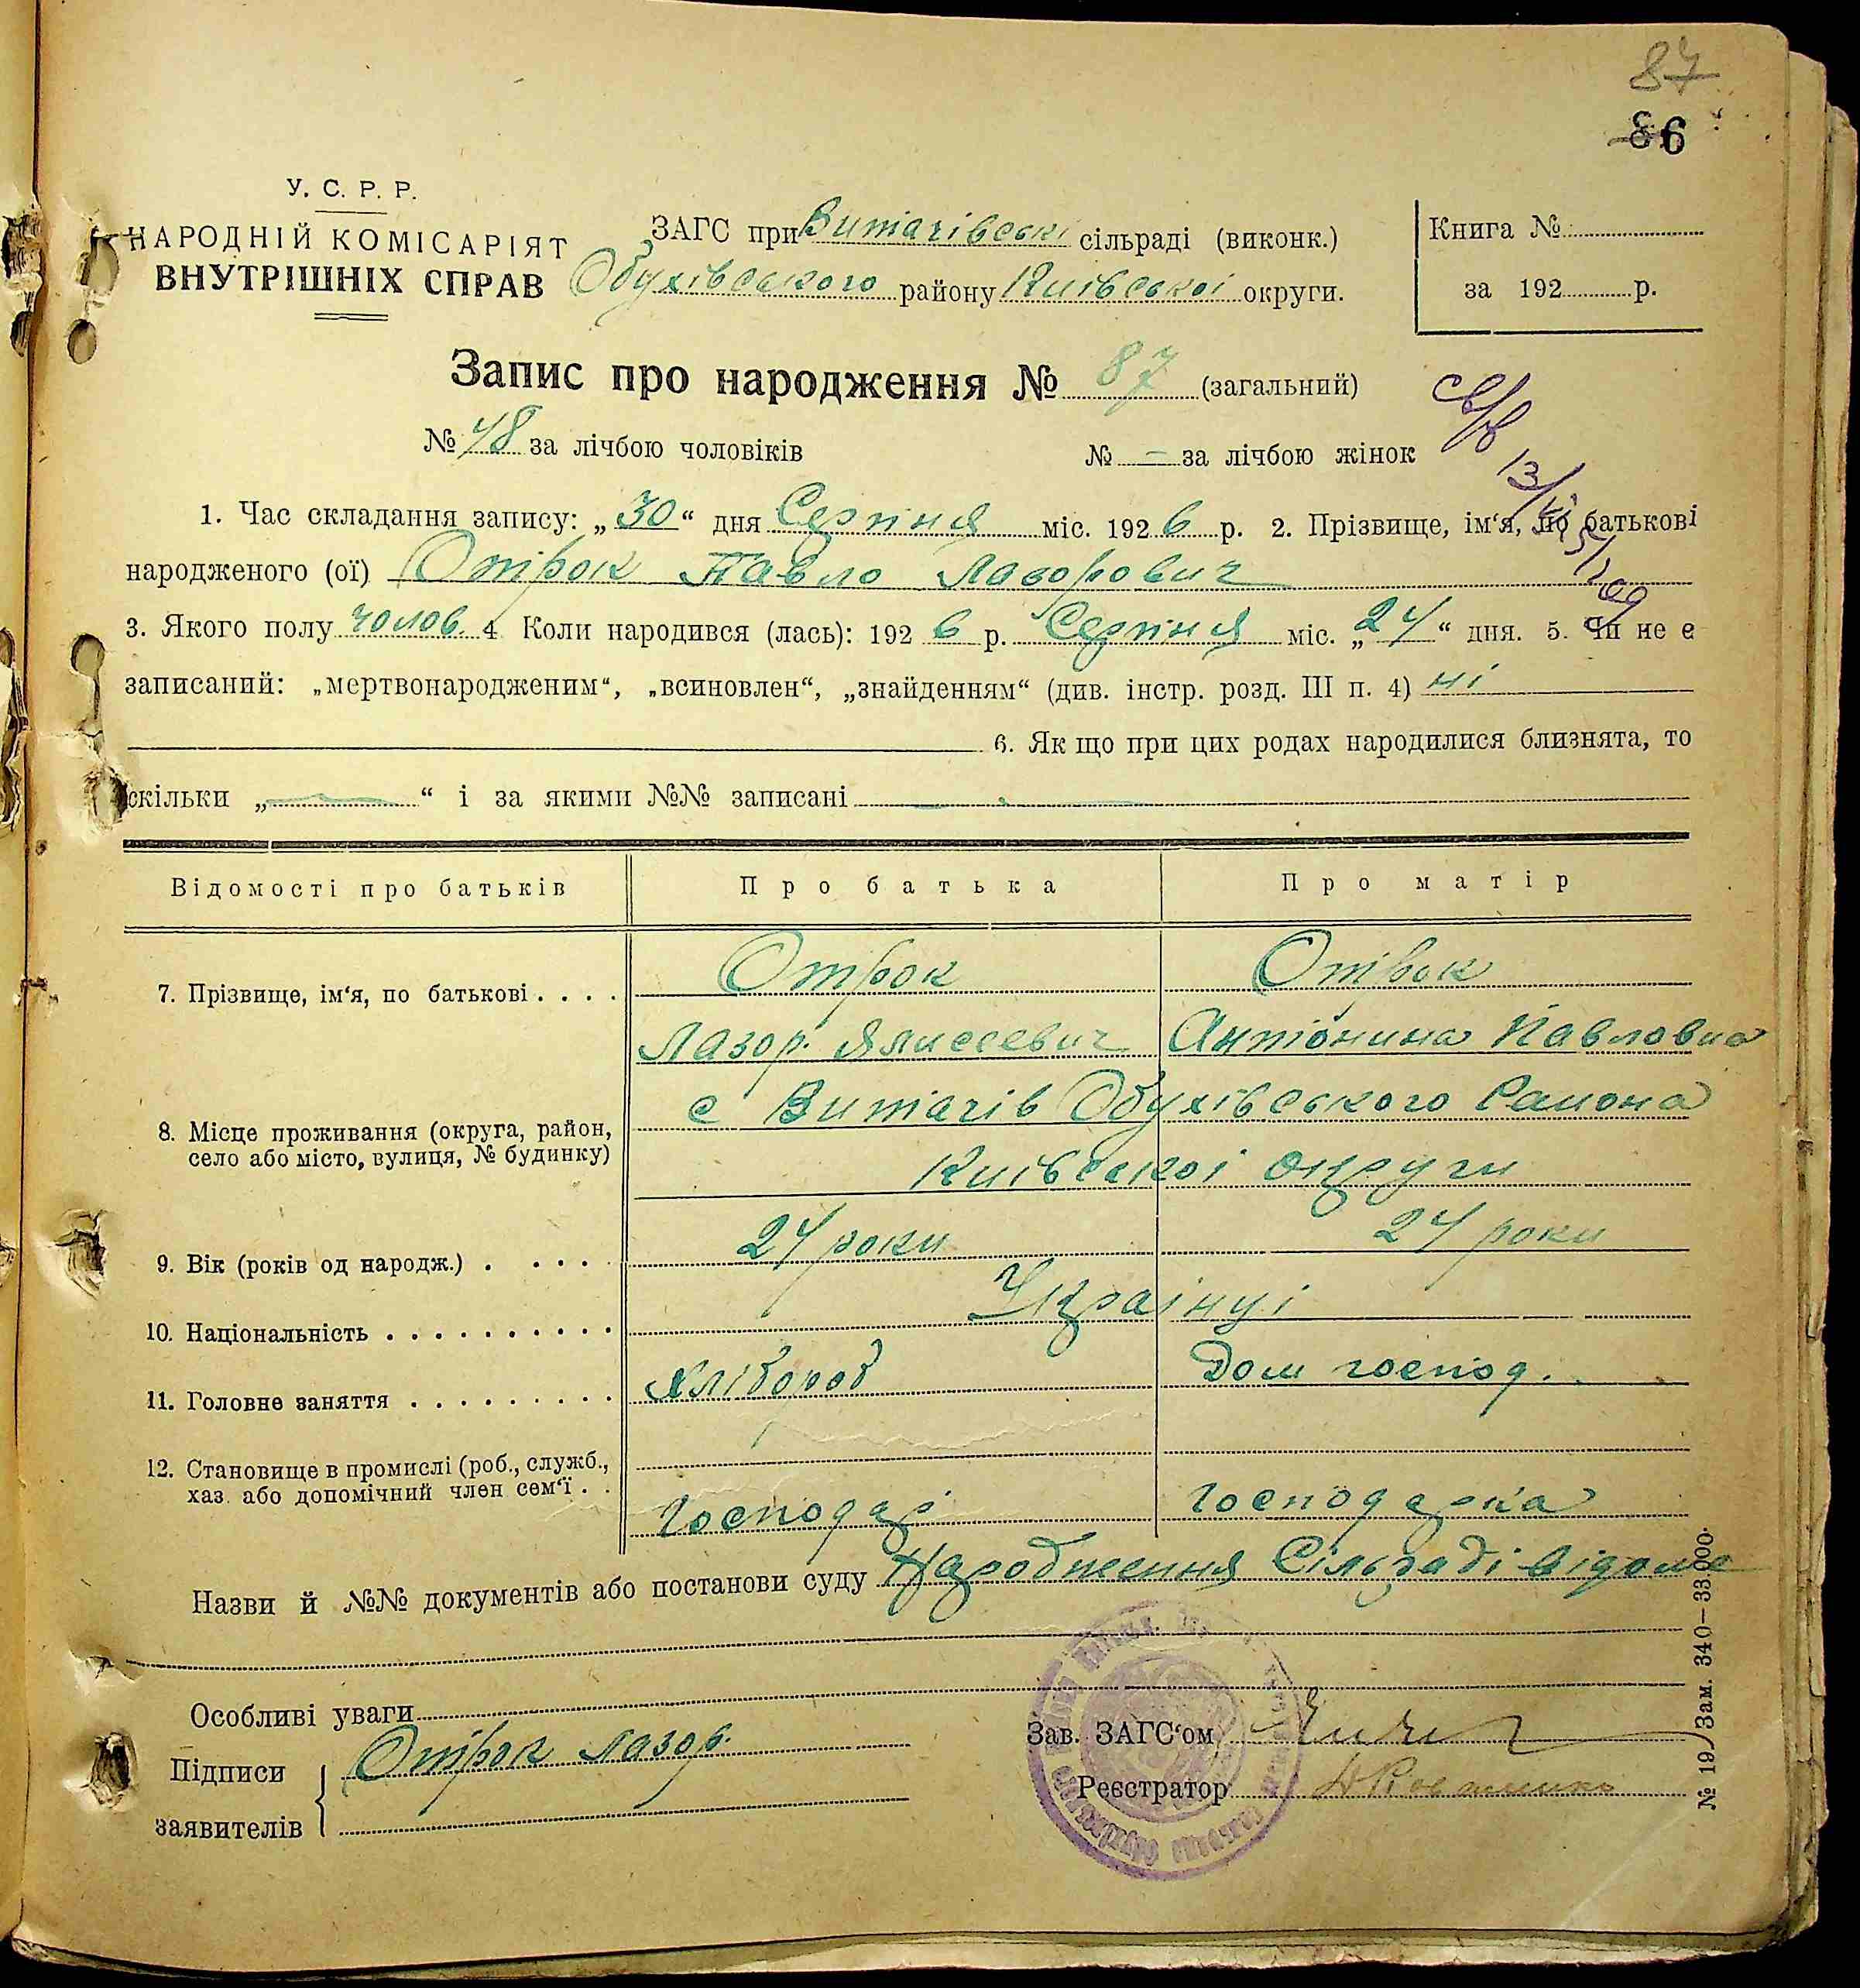 87
86
У. С. Р. Р.
НАРОДНІЙ КОМІСАРІЯТ
ВНУТРІШНІХ СПРАВ
ЗАГС при Витачівські сільраді (виконк.)
Обухівського району Київської округи.
Книга №
за 192 р.
Запис про народження № 87 (загальний)
№ 48 за лічбою чоловіків № — за лічбою жінок
13/
1. Час складання запису: „30“ дня Серпіня міс. 1926 р. 2. Прізвище, ім‘я, по батькові
народженого (ої) Отрок Павло Лазорович
3. Якого полу чолов. 4 Коли народився (лась): 1926 р. Серпіня міс. „24“ дня. 5. Чи не є
записаний: „мертвонародженим“, „всиновлен“, „знайденням“ (див. інстр. розд. III п. 4) ні
6. Як що при цих родах народилися близнята, то
скільки „ — “ і за якими №№ записані —
Відомості про батьків Про батька Про матір
Отрок Отрок
7. Прізвище, ім‘я, по батькові . . . .
Лазор Антонина Павловна
с Витачів Обухівського Района
8. Місце проживання (округа, район,
село або місто, вулиця, № будинку)
Київської округи
9. Вік (років од народж.) . . . . 24 роки 24 роки
10. Національність . . . . . . . . . . Українці
11. Головне заняття . . . . . . . . . Хлібороб Дом господ.
12. Становище в промислі (роб., служб.,
хаз. або допомічний член сем‘ї . .
Господар Господарка
Назви й №№ документів або постанови суду Народження Сільраді відоме
Особливі уваги
Підписи Отрок Лазор.
заявителів
Зав. ЗАГС‘ом
Реєстратор
№ 19 Зам. 340—33000.